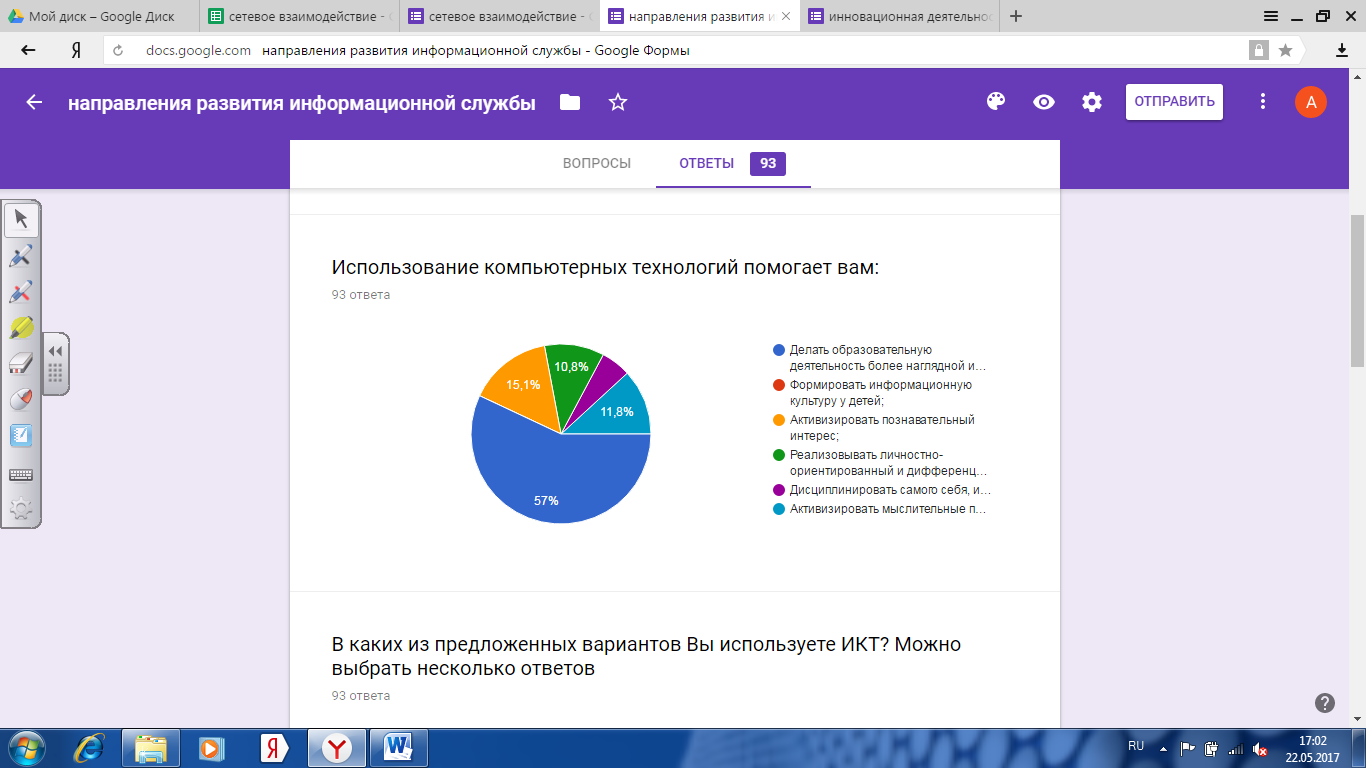 Мой диск – Google Диск
сетевое взаимодействие -
сетевое взаимодействие -
направления развития и
инновационная деятельно
Я
docs.google.com направления развития информационной службы - Google Формы
направления развития информационной службы
ОТПРАВИТЬ
А
ВОПРОСЫ
ОТВЕТЫ 93
Использование компьютерных технологий помогает вам:
93 ответа
10,8%
15,1%
11,8%
57%
Делать образовательную
деятельность более наглядной и…
Формировать информационную
культуру у детей;
Активизировать познавательный
интерес;
Реализовывать личностно-
ориентированный и дифференц…
Дисциплинировать самого себя, и…
Активизировать мыслительные п…
В каких из предложенных вариантов Вы используете ИКТ? Можно
выбрать несколько ответов
93 ответа
RU
17:02
22.05.2017